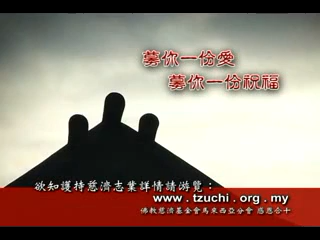 募你一份愛
募你一份祝福
欲知護持慈濟志業詳情請游覽：
www . tzuchi . org . my
佛教慈濟基金會馬來西亞分會 感恩合十